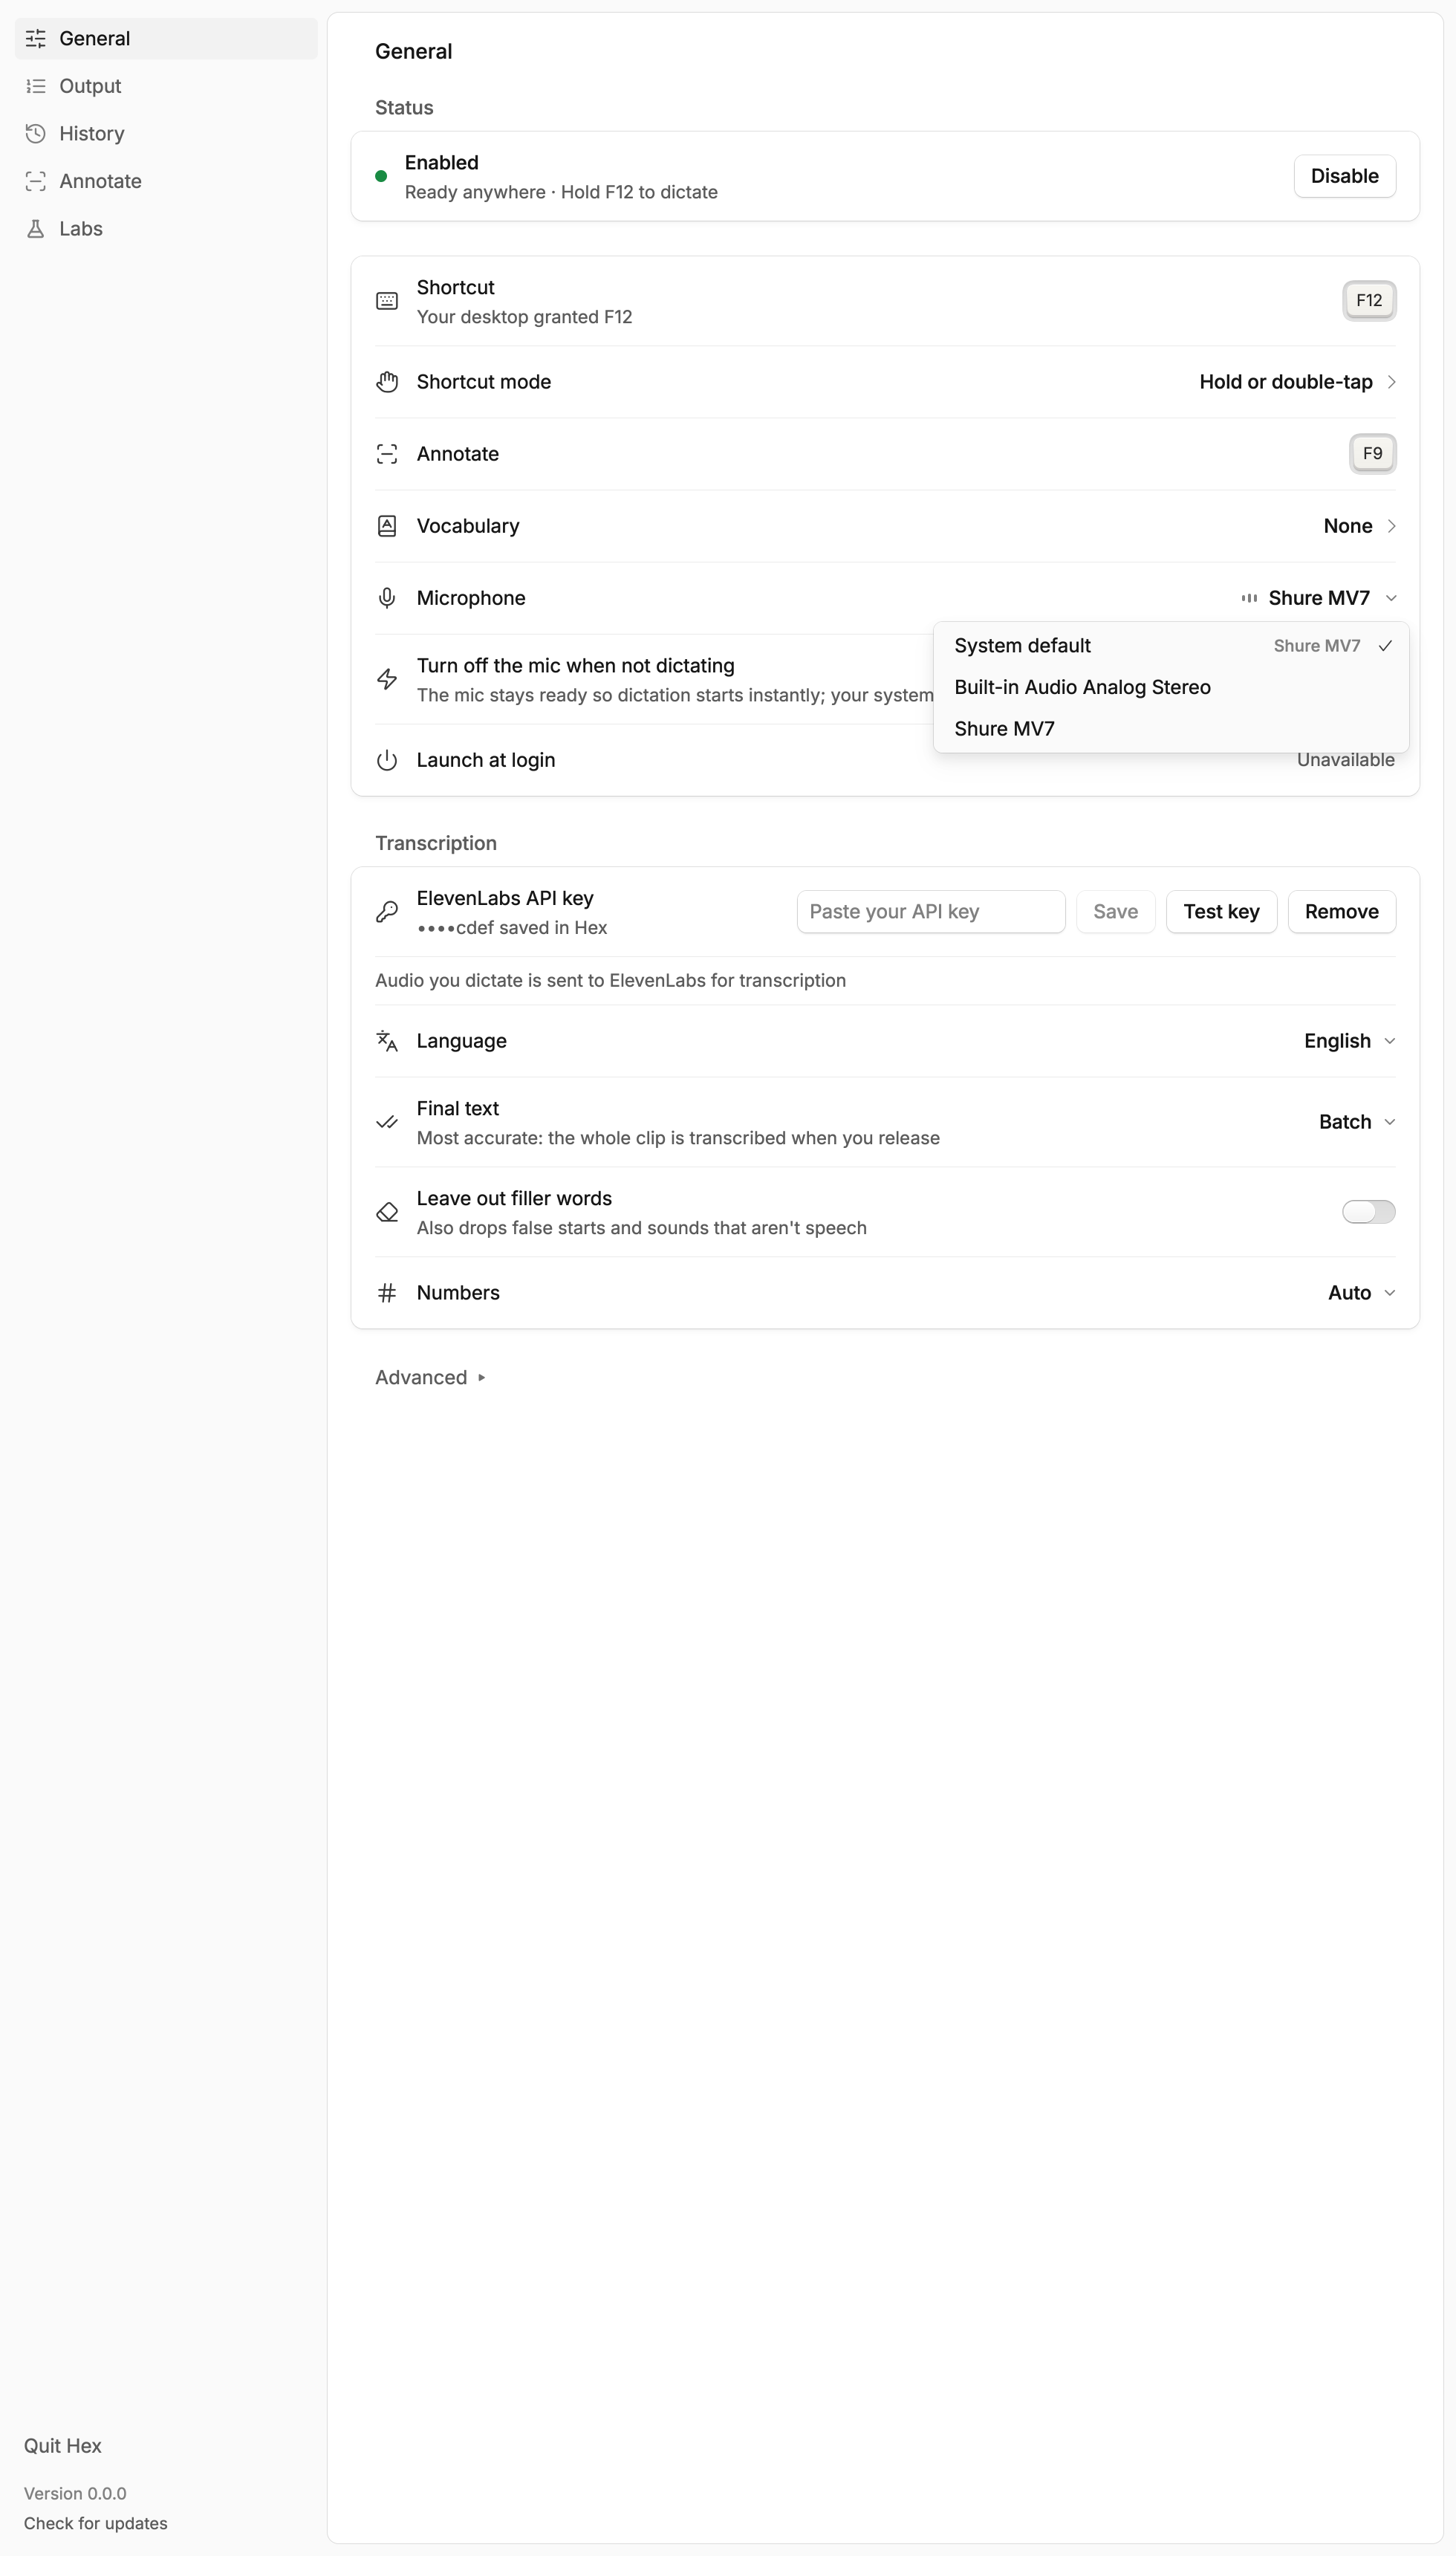 General
Output
History
Annotate
Labs
General
Status
Enabled
Ready anywhere · Hold F12 to dictate
Disable
Shortcut
Your desktop granted F12
F12
Shortcut mode
Hold or double-tap
Annotate
F9
Vocabulary
None
Microphone
Shure MV7
System default
Shure MV7
Built-in Audio Analog Stereo
Shure MV7
Turn off the mic when not dictating
The mic stays ready so dictation starts instantly; your system
Launch at login
Unavailable
Transcription
ElevenLabs API key
••••cdef saved in Hex
Paste your API key
Save
Test key
Remove
Audio you dictate is sent to ElevenLabs for transcription
Language
English
Final text
Most accurate: the whole clip is transcribed when you release
Batch
Leave out filler words
Also drops false starts and sounds that aren't speech
Numbers
Auto
Advanced
Quit Hex
Version 0.0.0
Check for updates